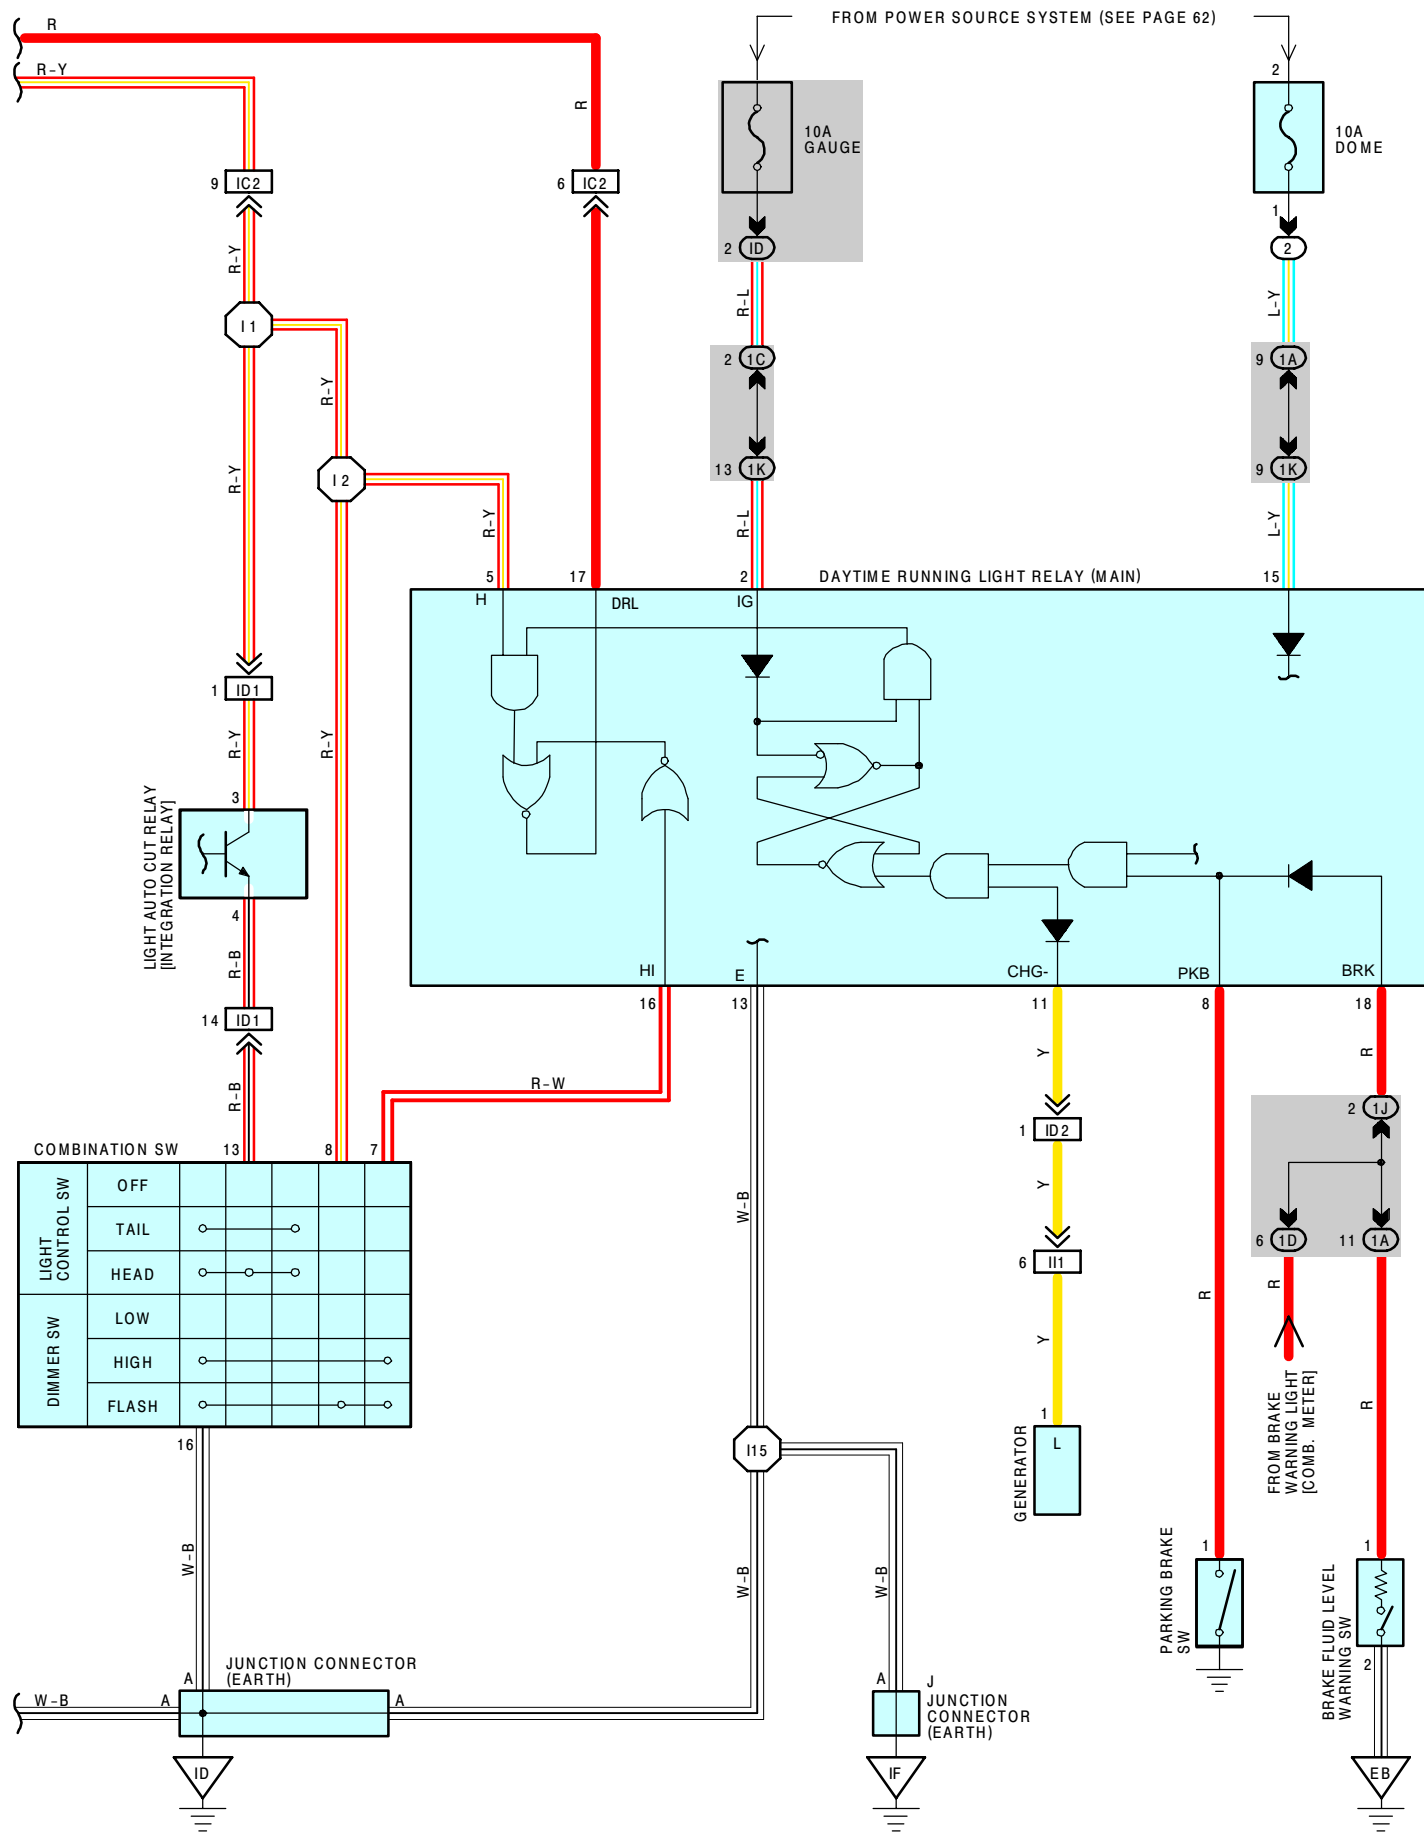 FROM POWER SOURCE SYSTEM (SEE PAGE 62)
R
R-Y
R
2
10A
GAUGE
10A
DOME
9 IC2
6 IC2
1
2 ID
2
R-Y
R-L
L-Y
I1
2 1C
9 1A
R-Y
R-Y
I2
13 1K
9 1K
R-Y
R-L
L-Y
5
17
2
DAYTIME RUNNING LIGHT RELAY (MAIN)
15
H
DRL
IG
1 ID1
R-Y
R-Y
3
LIGHT AUTO CUT RELAY
[INTEGRATION RELAY]
4
R-B
HI
E
CHG-
PKB
BRK
16
13
11
8
18
14 ID1
Y
R
R-B
R-W
2 1J
1 ID2
COMBINATION SW
13
8
7
Y
W-B
LIGHT
CONTROL SW
OFF
TAIL
HEAD
6 1D
11 1A
6 II1
R
R
DIMMER SW
LOW
HIGH
FLASH
Y
R
FROM BRAKE
WARNING LIGHT
[COMB. METER]
16
I15
1
L
GENERATOR
W-B
W-B
W-B
1
PARKING BRAKE
SW
1
BRAKE FLUID LEVEL
WARNING SW
2
JUNCTION CONNECTOR
(EARTH)
A
W-B
A
A
A
J
JUNCTION
CONNECTOR
(EARTH)
ID
IF
EB